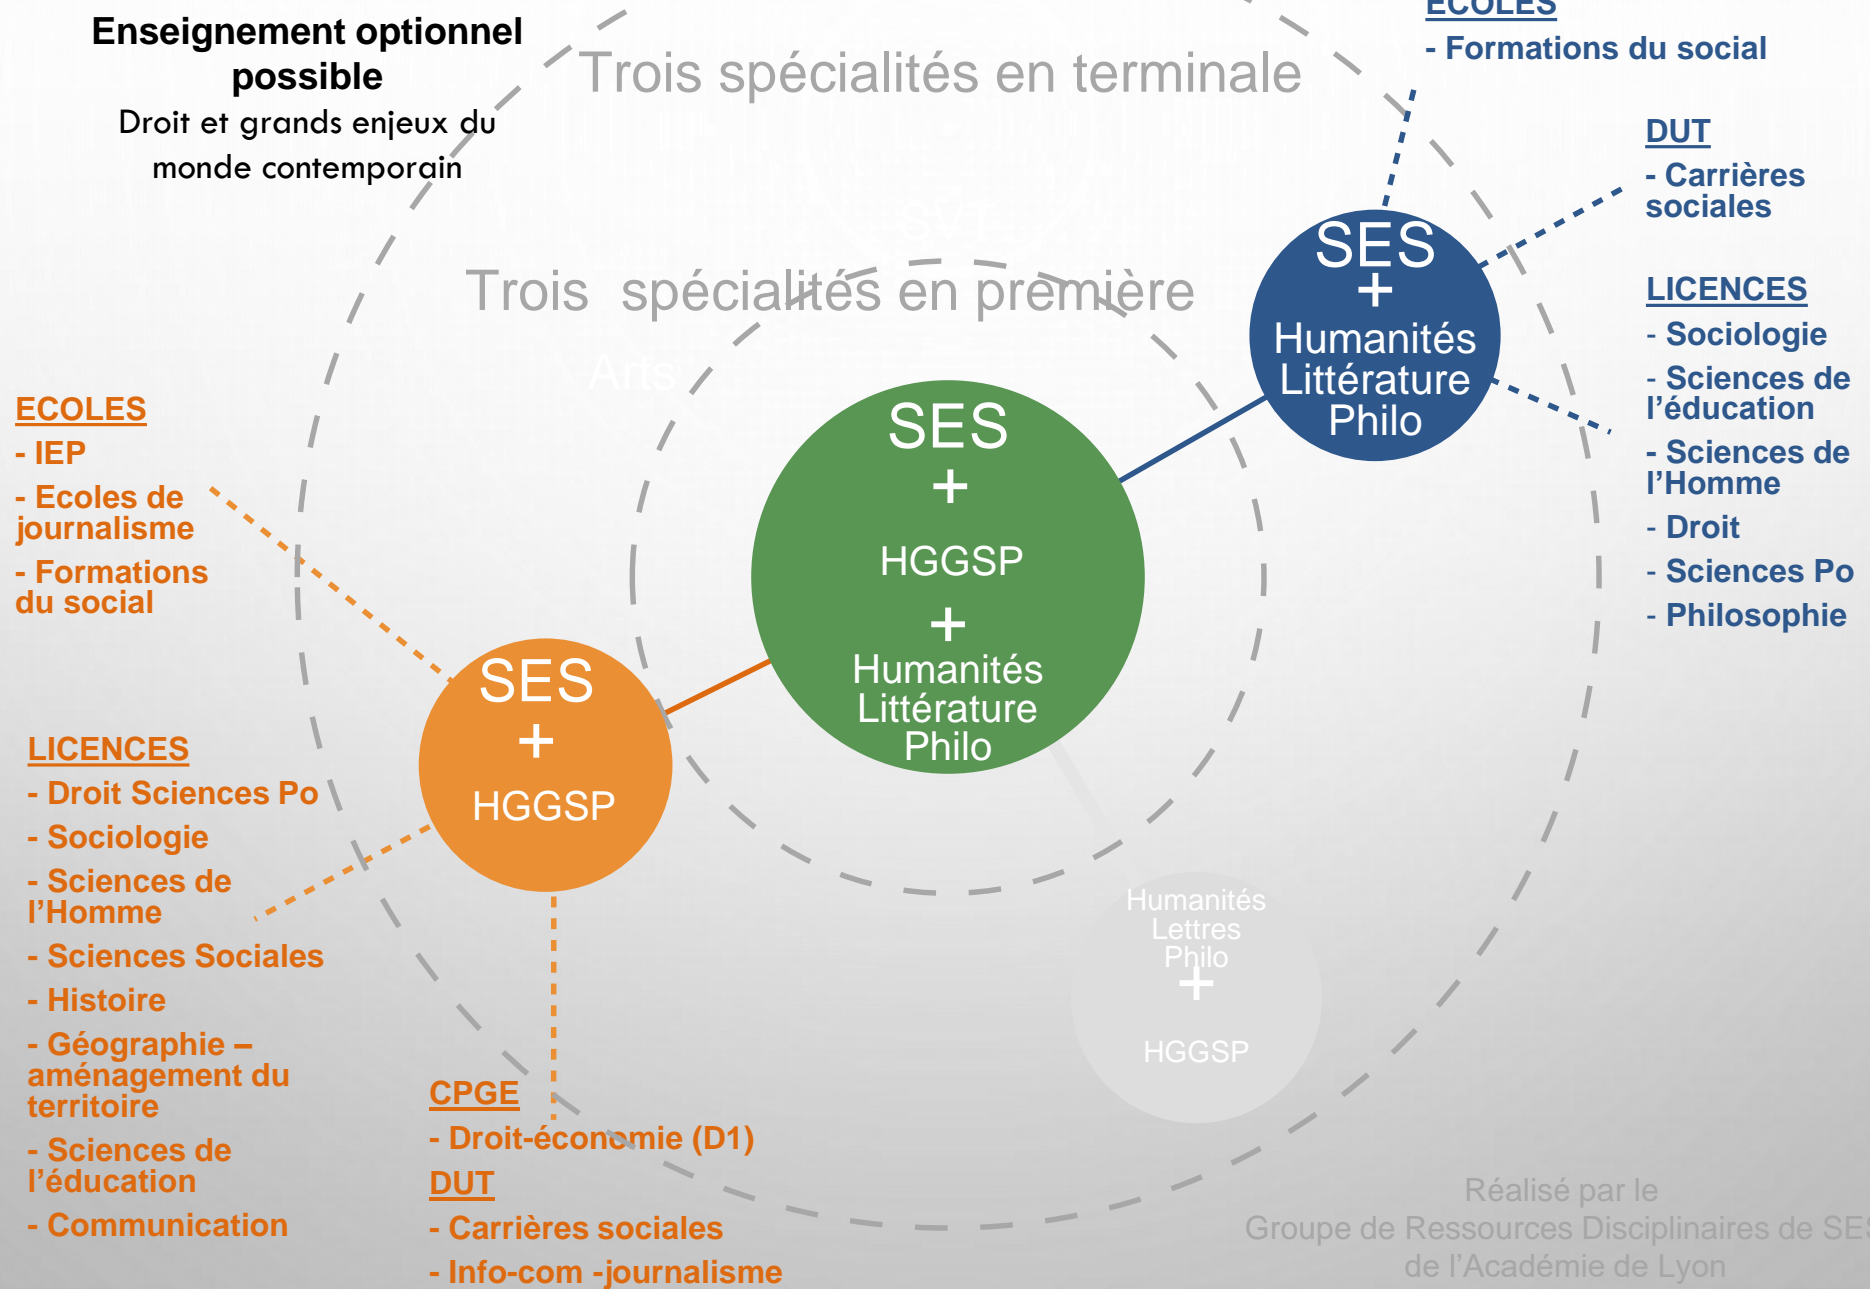 Enseignement optionnel
possible
Droit et grands enjeux du
monde contemporain
Trois spécialités en terminale
Trois spécialités en première
Arts
SVT
ECOLES
- Formations du social
DUT
- Carrières
sociales
LICENCES
- Sociologie
- Sciences de
l’éducation
- Sciences de
l’Homme
- Droit
- Sciences Po
- Philosophie
SES
+
Humanités
Littérature
Philo
SES
+
HGGSP
+
Humanités
Littérature
Philo
ECOLES
- IEP
- Ecoles de
journalisme
- Formations
du social
SES
+
HGGSP
LICENCES
- Droit Sciences Po
- Sociologie
- Sciences de
l’Homme
- Sciences Sociales
- Histoire
- Géographie –
aménagement du
territoire
- Sciences de
l’éducation
- Communication
CPGE
- Droit-économie (D1)
DUT
- Carrières sociales
- Info-com -journalisme
Humanités
Lettres
Philo
+
HGGSP
Réalisé par le
Groupe de Ressources Disciplinaires de SES
de l’Académie de Lyon